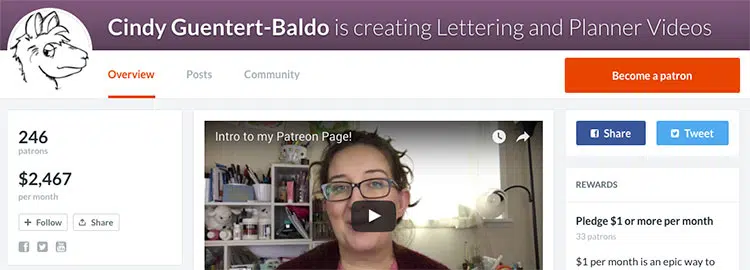 Cindy Guentert-Baldo is creating Lettering and Planner Videos
Overview
Posts
Community
Become a patron
246
patrons
$2,467
per month
Follow
Share
Intro to my Patreon Page!
Share
Tweet
REWARDS
Pledge $1 or more per month
33 patrons
$1 per month is an epic way to